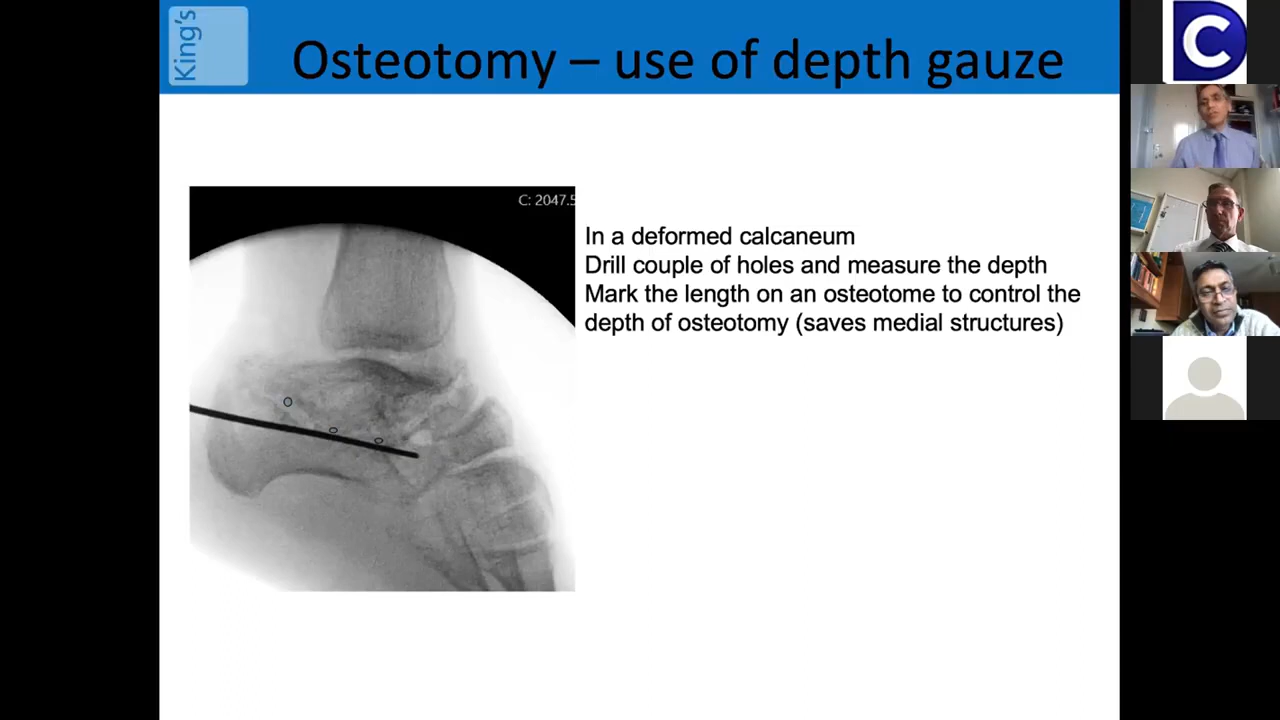 King's
Osteotomy – use of depth gauze
C: 2047.5
In a deformed calcaneum
Drill couple of holes and measure the depth
Mark the length on an osteotome to control the
depth of osteotomy (saves medial structures)
C